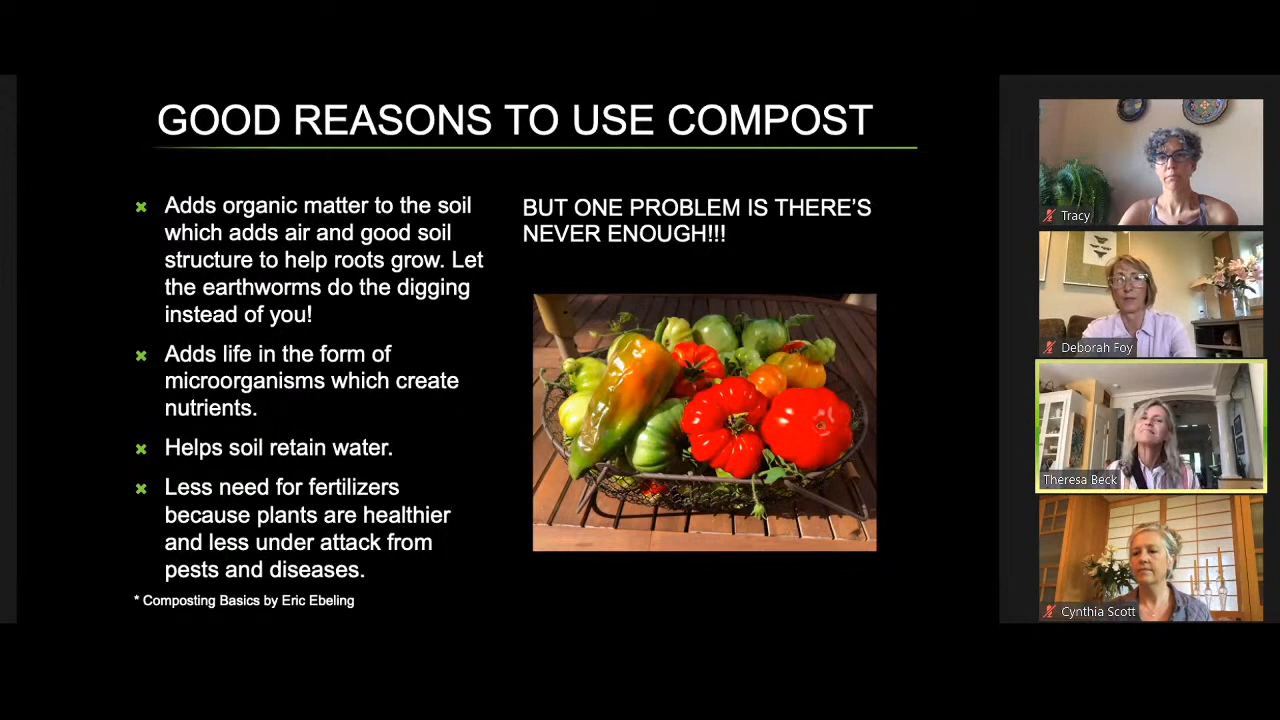 GOOD REASONS TO USE COMPOST
Adds organic matter to the soil
which adds air and good soil
structure to help roots grow. Let
the earthworms do the digging
instead of you!
Adds life in the form of
microorganisms which create
nutrients.
Helps soil retain water.
Less need for fertilizers
because plants are healthier
and less under attack from
pests and diseases.
* Composting Basics by Eric Ebeling
BUT ONE PROBLEM IS THERE’S
NEVER ENOUGH!!!
Tracy
Deborah Foy
Theresa Beck
Cynthia Scott